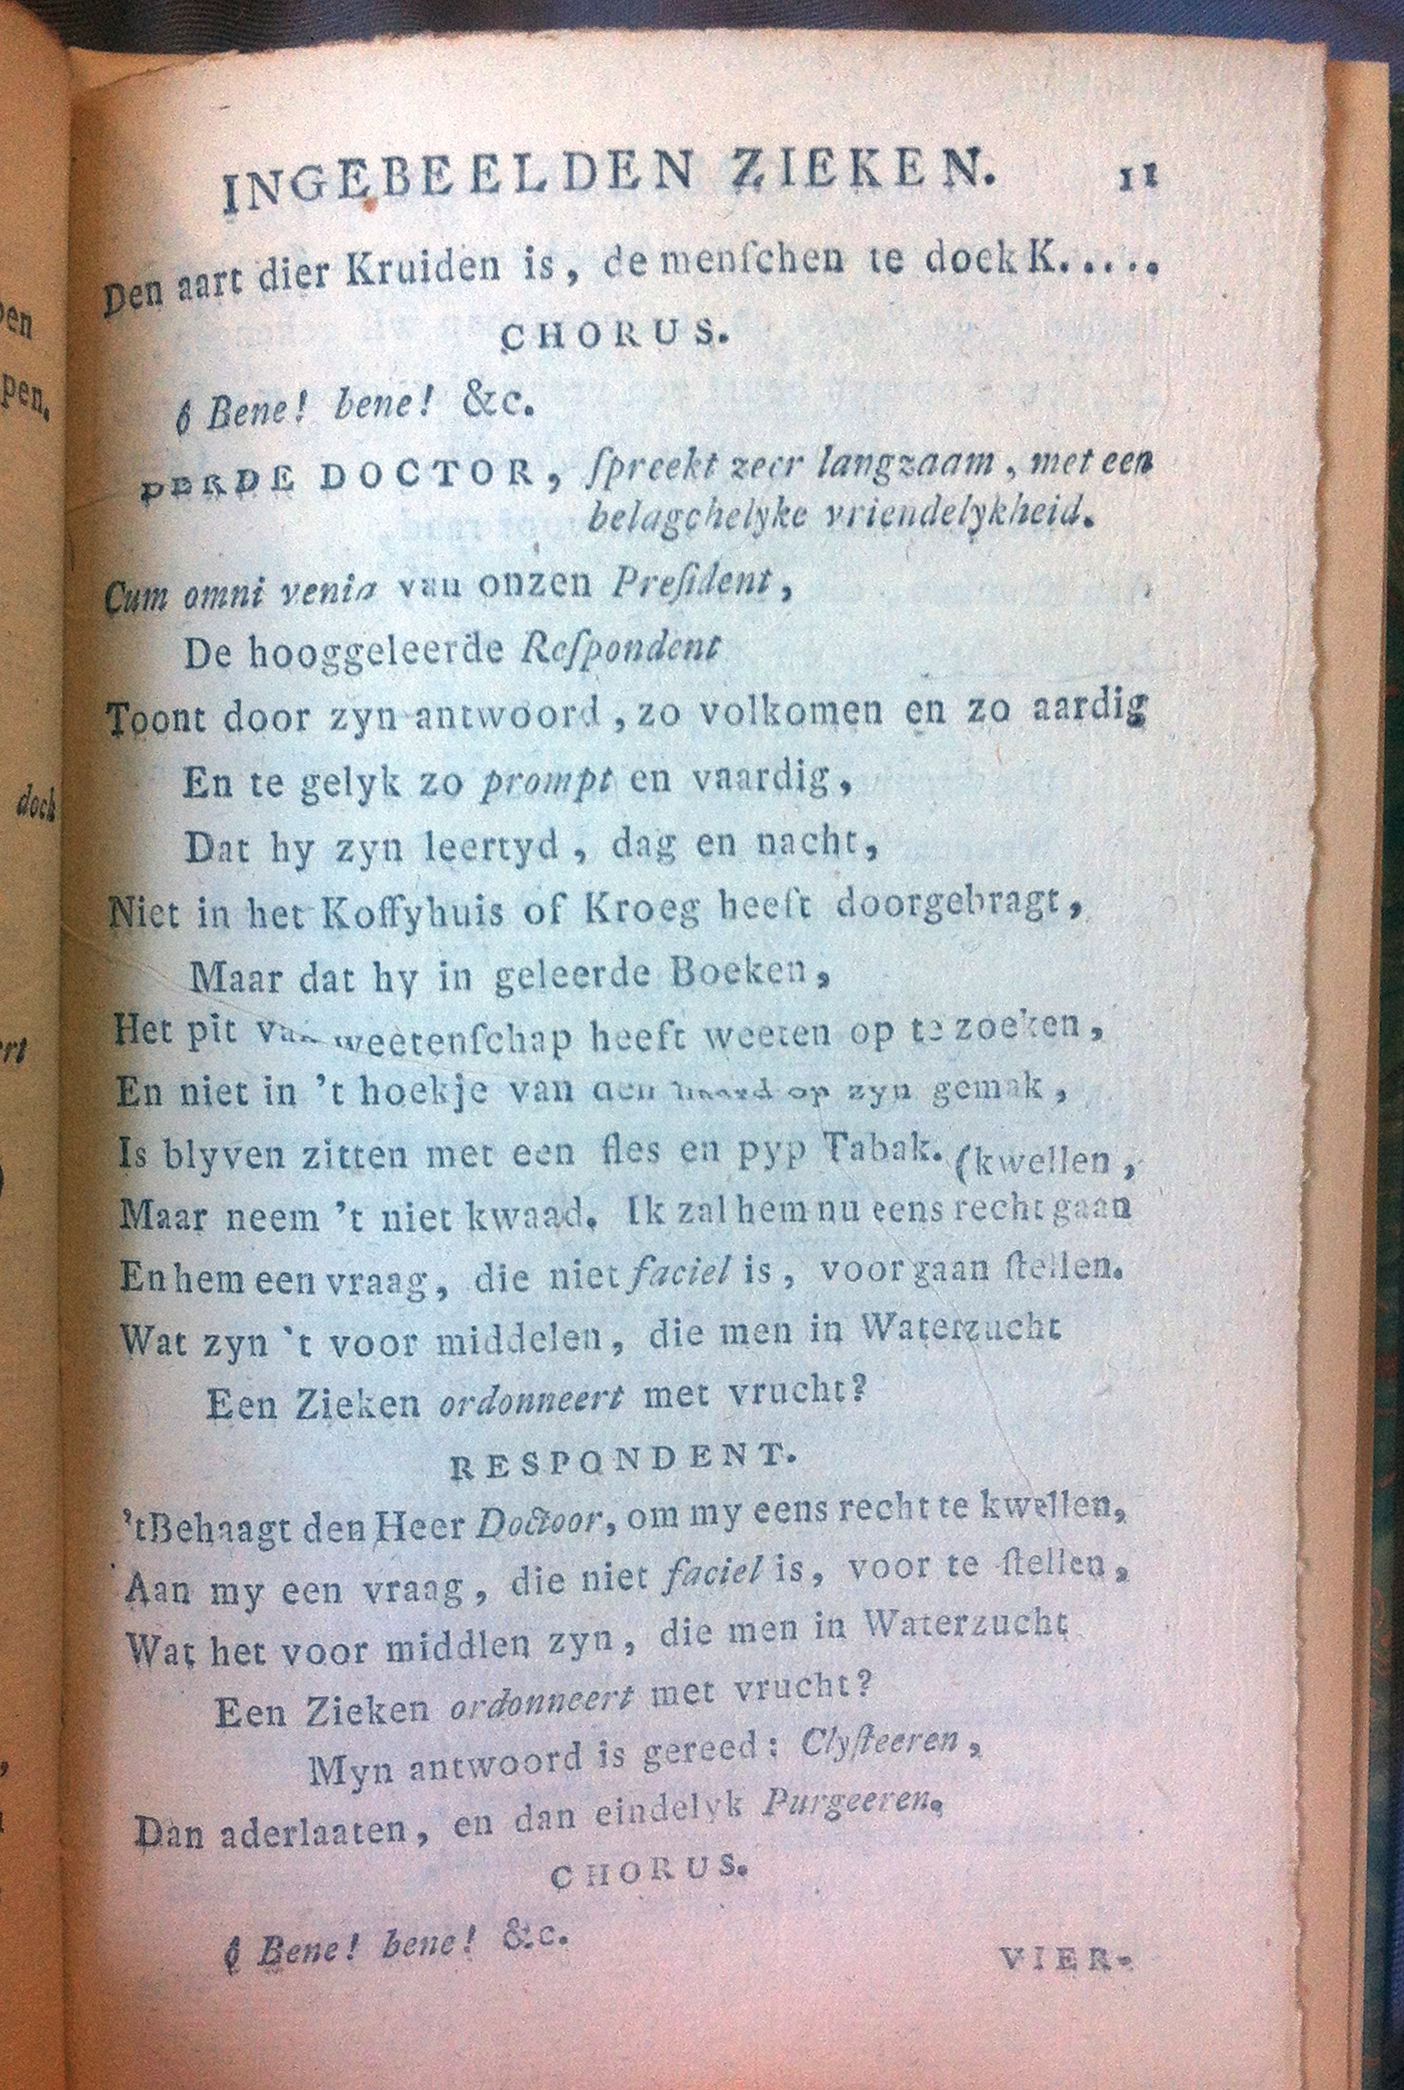 INGEBEELDEN ZIEKEN. 11
Den aart dier Kruiden is, de menſchen te doek K.....
CHORUS.
ô Bene! bene! &c.
DERDE DOCTOR, ſpreekt zeer langzaam, met een
belagchelyke vriendelykheid.
Cum omni venia van onzen Preſident,
De hooggeleerde Reſpondent
Toont door zyn antwoord, zo volkomen en zo aardig
En te gelyk zo prompt en vaardig,
Dat hy zyn leertyd, dag en nacht,
Niet in het Koffyhuis of Kroeg heeft doorgebragt,
Maar dat hy in geleerde Boeken,
Het pit van weetenſchap heeft weeten op te zoeken,
En niet in 't hoekje van den haard op zyn gemak,
Is blyven zitten met een fles en pyp Tabak. (kwellen,
Maar neem 't niet kwaad. Ik zal hem nu eens recht gaan
En hem een vraag, die niet faciel is, voor gaan ſtellen.
Wat zyn 't voor middelen, die men in Waterzucht
Een Zieken ordonneert met vrucht?
RESPONDENT.
't Behaagt den Heer Doctoor, om my eens recht te kwellen,
Aan my een vraag, die niet faciel is, voor te ſtellen,
Wat het voor middlen zyn, die men in Waterzucht
Een Zieken ordonneert met vrucht?
Myn antwoord is gereed: Clyſteeren,
Dan aderlaaten, en dan eindelyk Purgeeren.
CHORUS.
ô Bene! bene! &c.
VIER-